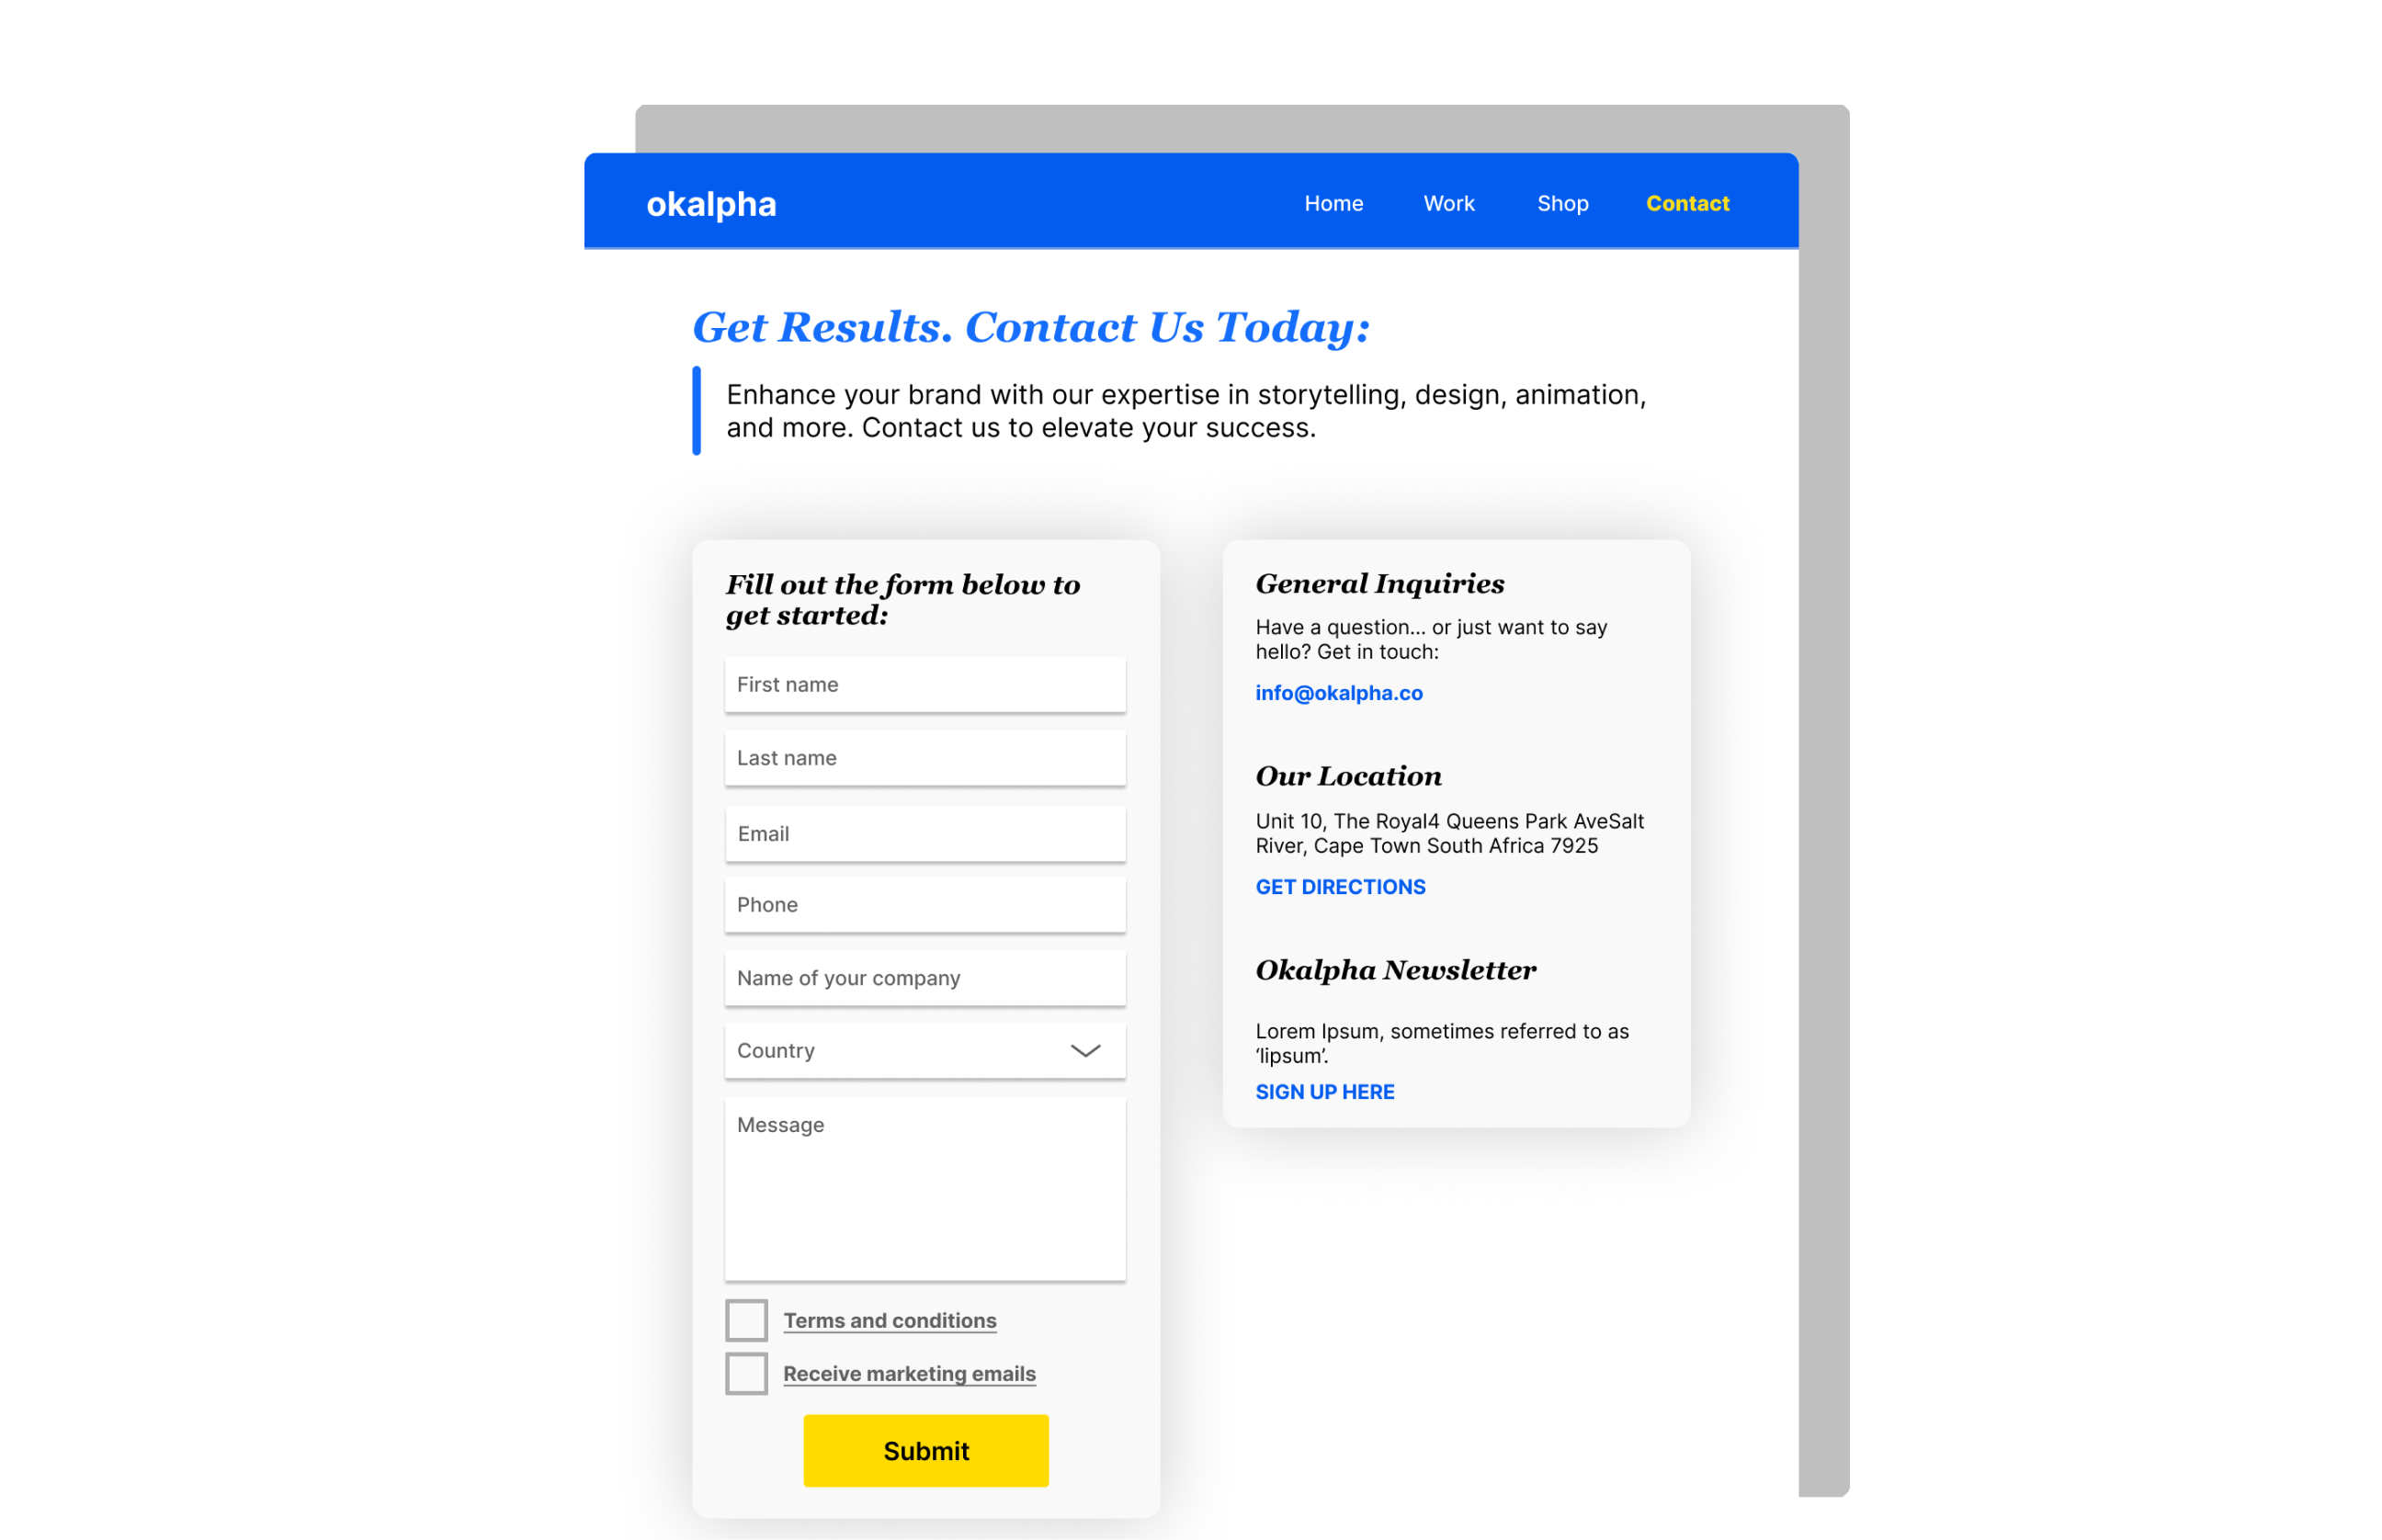 okalpha
Home Work Shop Contact
Get Results. Contact Us Today:
Enhance your brand with our expertise in storytelling, design, animation,
and more. Contact us to elevate your success.
Fill out the form below to
get started:
First name
Last name
Email
Phone
Name of your company
Country
Message
Terms and conditions
Receive marketing emails
Submit
General Inquiries
Have a question... or just want to say
hello? Get in touch:
info@okalpha.co
Our Location
Unit 10, The Royal4 Queens Park AveSalt
River, Cape Town South Africa 7925
GET DIRECTIONS
Okalpha Newsletter
Lorem Ipsum, sometimes referred to as
‘lipsum’.
SIGN UP HERE